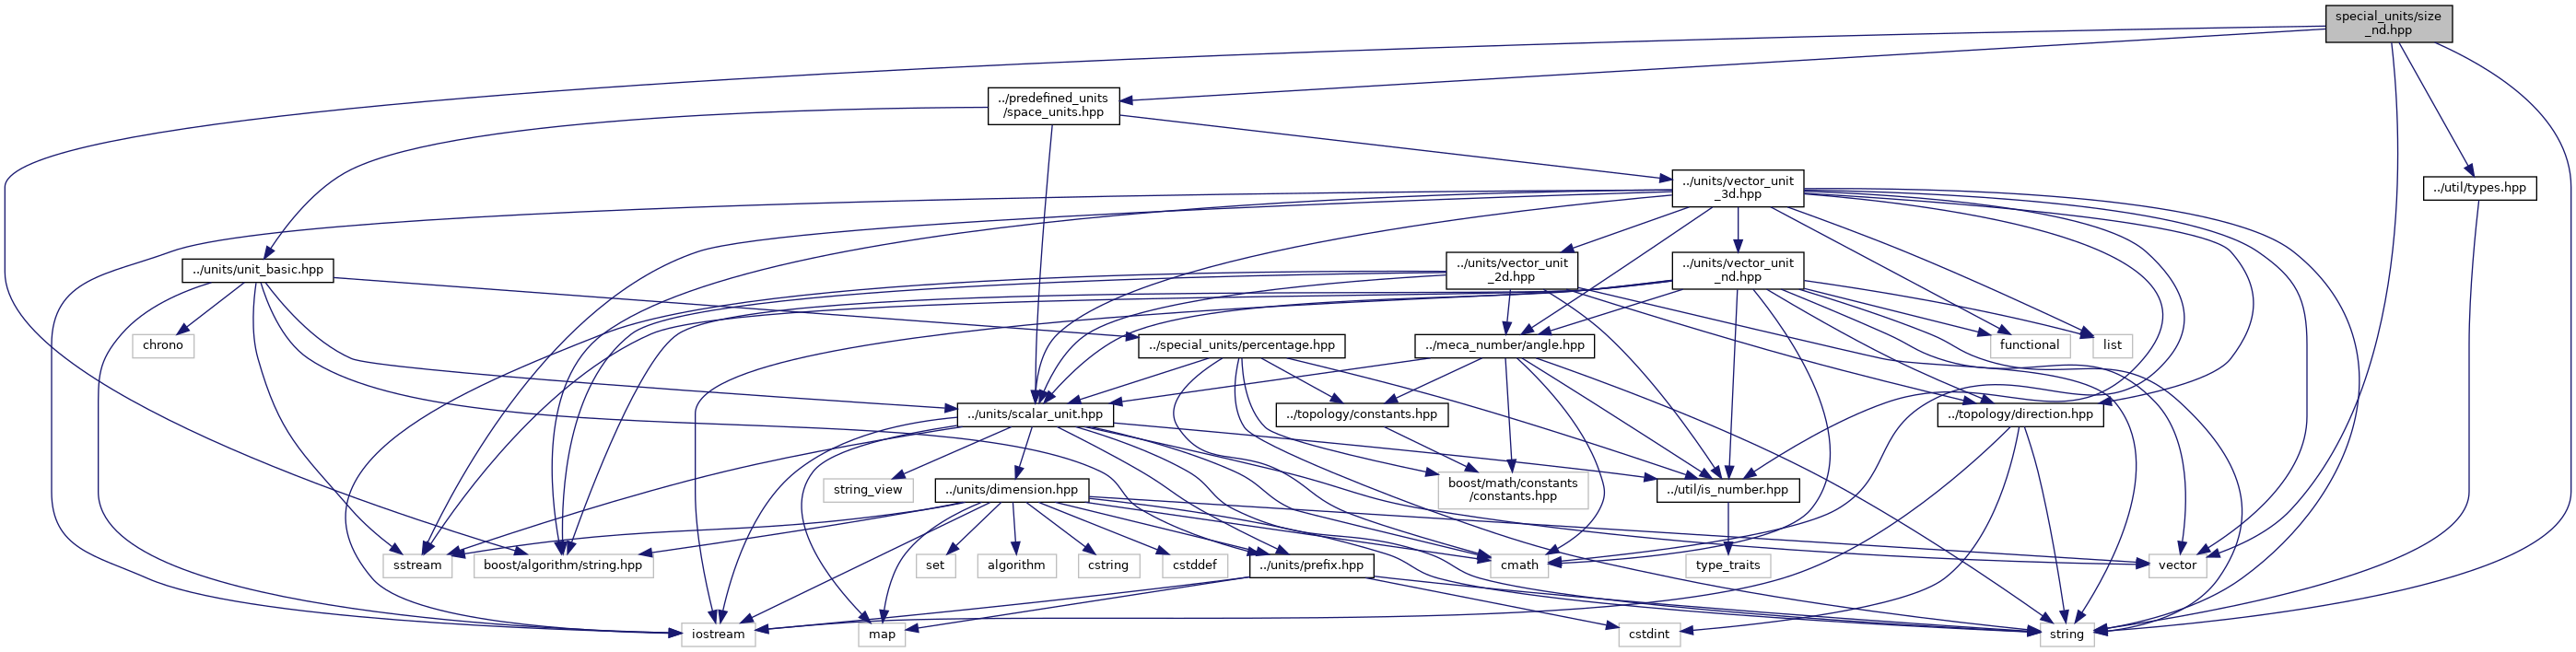 special_units/size
_nd.hpp
../predefined_units
/space_units.hpp
../units/vector_unit
_3d.hpp
../util/types.hpp
../units/unit_basic.hpp
../units/vector_unit
_2d.hpp
../units/vector_unit
_nd.hpp
chrono
../special_units/percentage.hpp
../meca_number/angle.hpp
functional
list
../units/scalar_unit.hpp
../topology/constants.hpp
../topology/direction.hpp
string_view
../units/dimension.hpp
boost/math/constants
/constants.hpp
../util/is_number.hpp
sstream
boost/algorithm/string.hpp
set
algorithm
cstring
cstddef
../units/prefix.hpp
cmath
type_traits
vector
iostream
map
cstdint
string